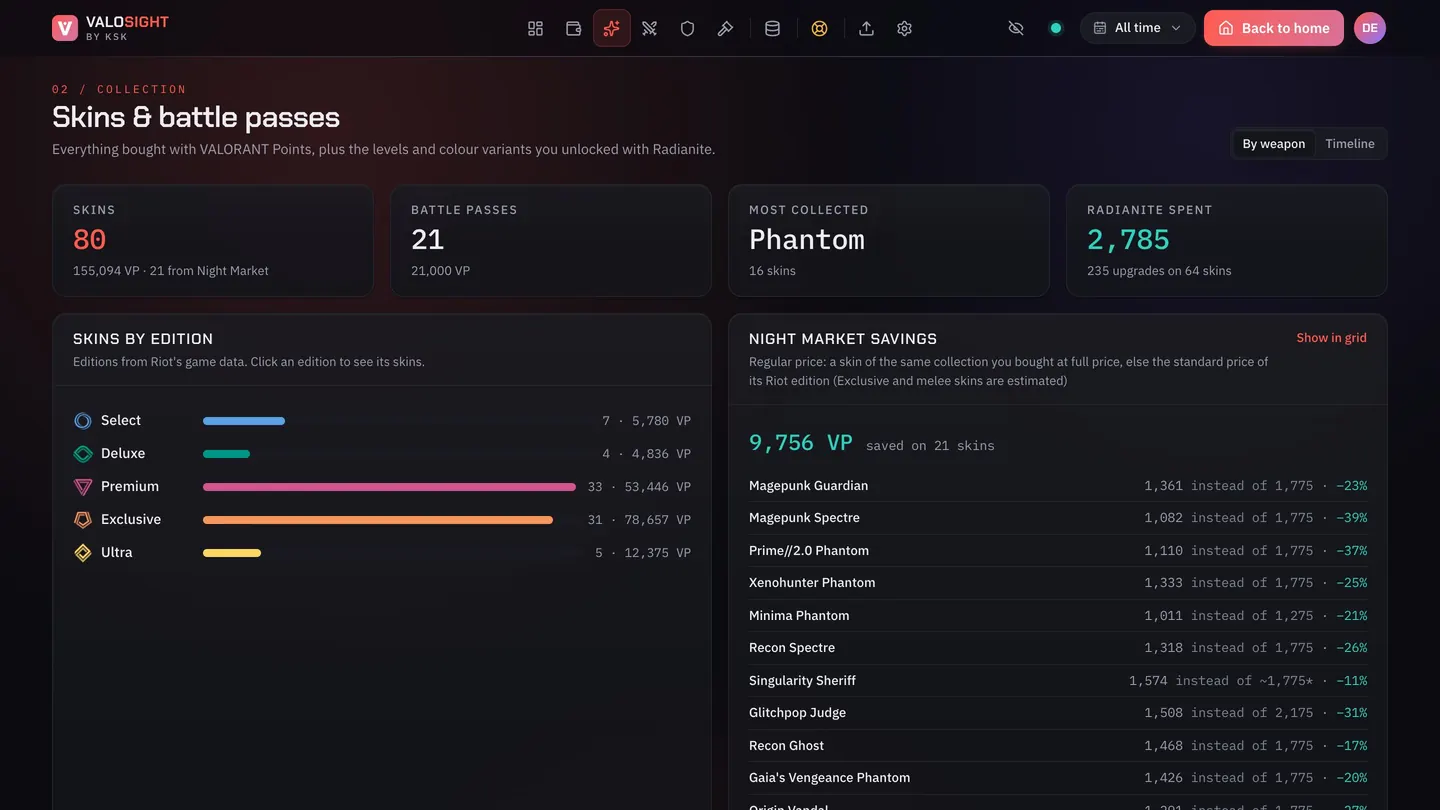 VALOSIGHT
BY KSK
All time
Back to home
DE
02 / COLLECTION
Skins & battle passes
Everything bought with VALORANT Points, plus the levels and colour variants you unlocked with Radianite.
By weapon
Timeline
SKINS
80
155,094 VP · 21 from Night Market
BATTLE PASSES
21
21,000 VP
MOST COLLECTED
Phantom
16 skins
RADIANITE SPENT
2,785
235 upgrades on 64 skins
SKINS BY EDITION
Editions from Riot's game data. Click an edition to see its skins.
Select 7 · 5,780 VP
Deluxe 4 · 4,836 VP
Premium 33 · 53,446 VP
Exclusive 31 · 78,657 VP
Ultra 5 · 12,375 VP
NIGHT MARKET SAVINGS
Show in grid
Regular price: a skin of the same collection you bought at full price, else the standard price of
its Riot edition (Exclusive and melee skins are estimated)
9,756 VP saved on 21 skins
Magepunk Guardian 1,361 instead of 1,775 · −23%
Magepunk Spectre 1,082 instead of 1,775 · −39%
Prime//2.0 Phantom 1,110 instead of 1,775 · −37%
Xenohunter Phantom 1,333 instead of 1,775 · −25%
Minima Phantom 1,011 instead of 1,275 · −21%
Recon Spectre 1,318 instead of 1,775 · −26%
Singularity Sheriff 1,574 instead of ~1,775* · −11%
Glitchpop Judge 1,508 instead of 2,175 · −31%
Recon Ghost 1,468 instead of 1,775 · −17%
Gaia's Vengeance Phantom 1,426 instead of 1,775 · −20%